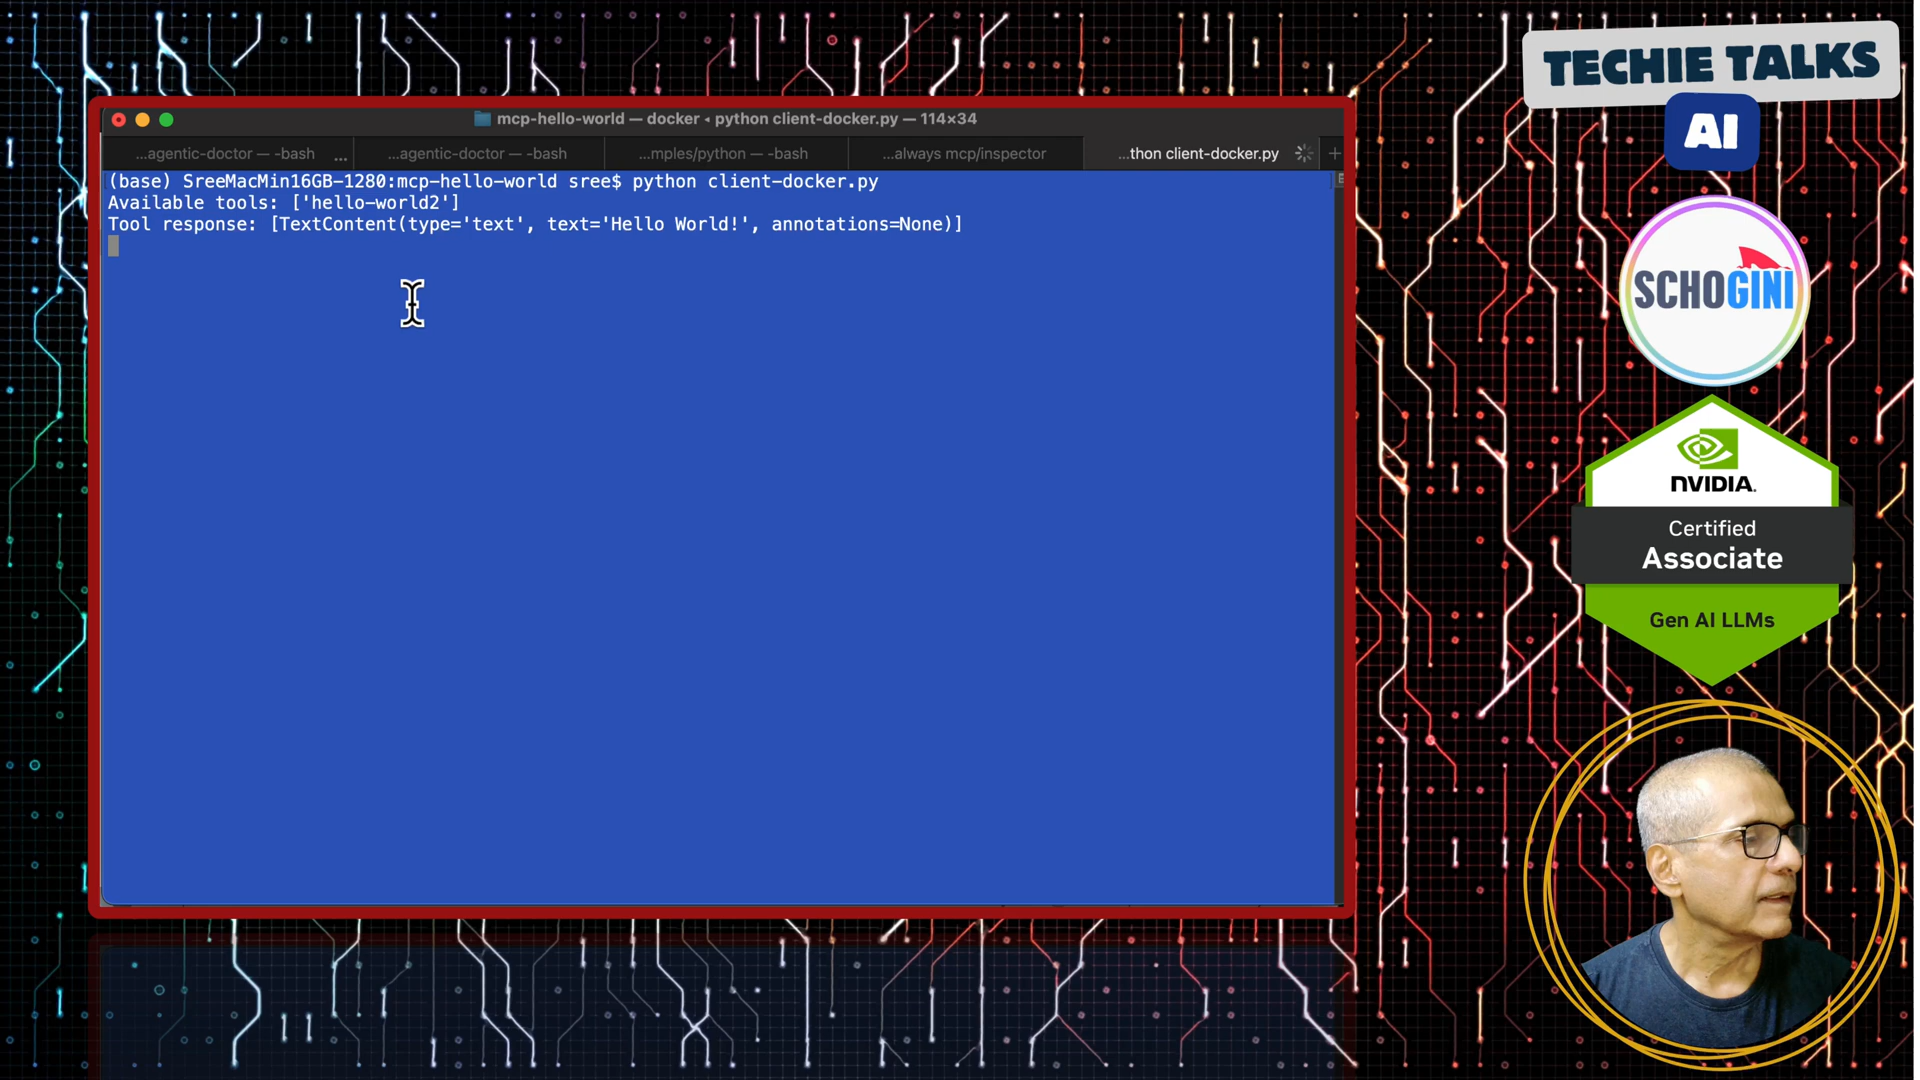 TECHIE TALKS
AI
SCHOGINI
NVIDIA.
Certified
Associate
Gen AI LLMs
mcp-hello-world — docker ◂ python client-docker.py — 114×34
...agentic-doctor — -bash ...
...agentic-doctor — -bash
...mples/python — -bash
...always mcp/inspector
...thon client-docker.py
(base) SreeMacMin16GB-1280:mcp-hello-world sree$ python client-docker.py
Available tools: ['hello-world2']
Tool response: [TextContent(type='text', text='Hello World!', annotations=None)]